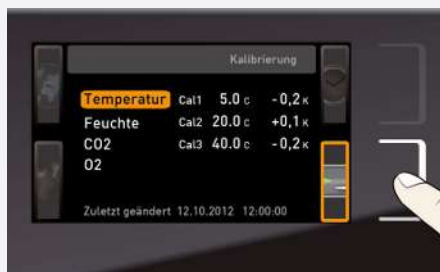 Kalibrierung
Temperatur Cal1 5.0 c -0,2 K
Feuchte Cal2 20.0 c +0,1 K
CO2 Cal3 40.0 c -0,2 K
O2
Zuletzt geändert 12.10.2012 12:00:00